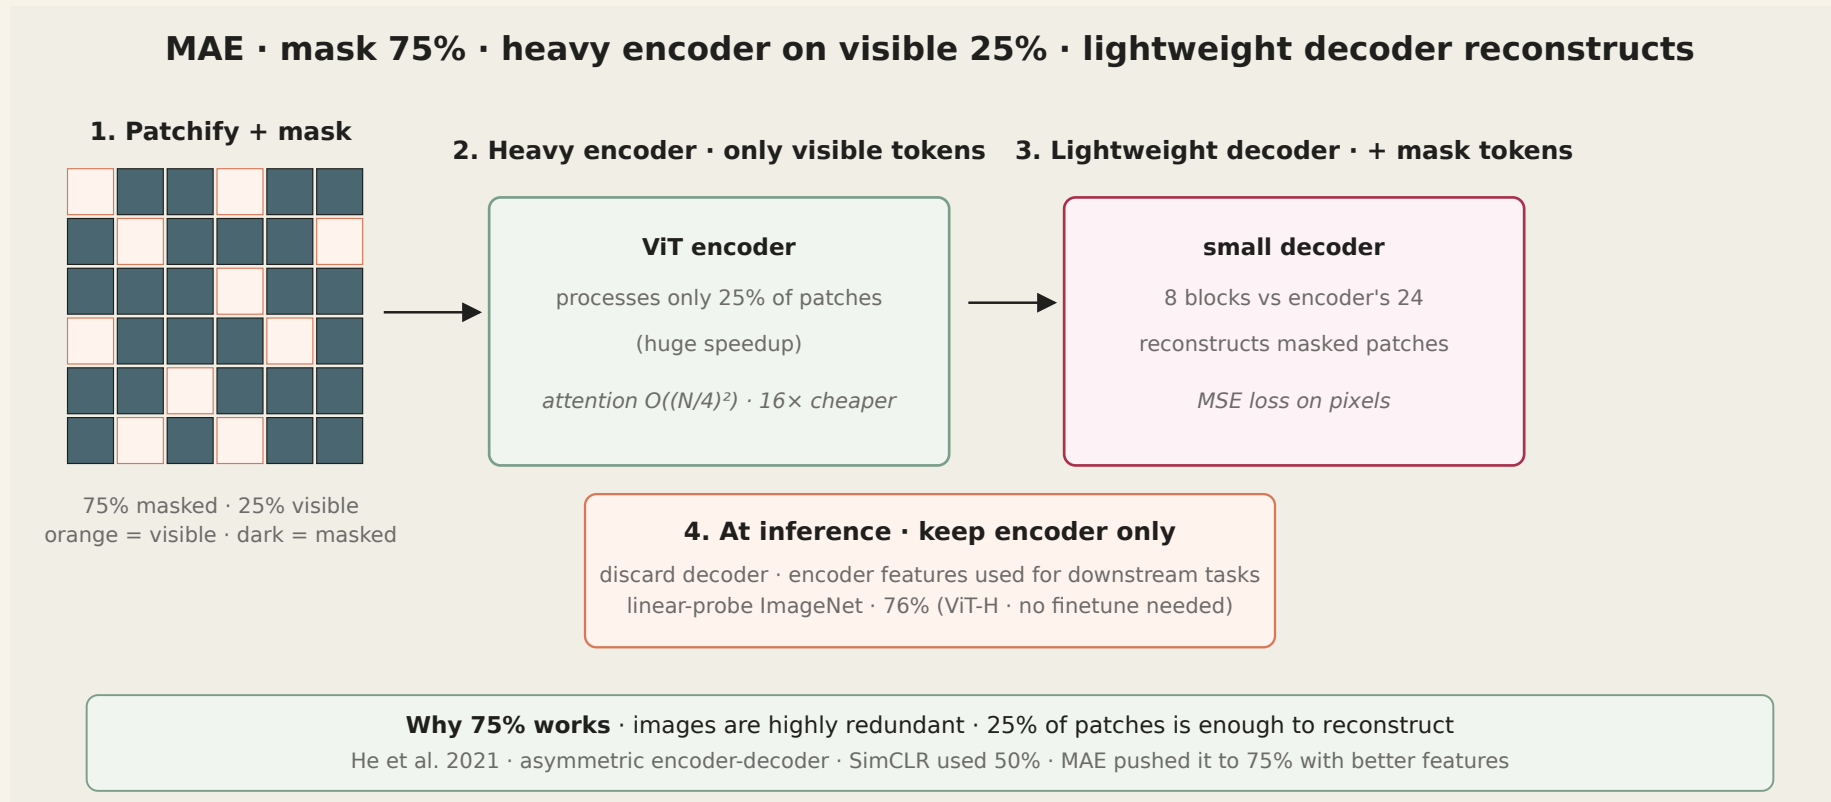 MAE · mask 75% · heavy encoder on visible 25% · lightweight decoder reconstructs
1. Patchify + mask
75% masked · 25% visible
orange = visible · dark = masked
2. Heavy encoder · only visible tokens
ViT encoder
processes only 25% of patches
(huge speedup)
attention O((N/4)²) · 16× cheaper
3. Lightweight decoder · + mask tokens
small decoder
8 blocks vs encoder's 24
reconstructs masked patches
MSE loss on pixels
4. At inference · keep encoder only
discard decoder · encoder features used for downstream tasks
linear-probe ImageNet · 76% (ViT-H · no finetune needed)
Why 75% works · images are highly redundant · 25% of patches is enough to reconstruct
He et al. 2021 · asymmetric encoder-decoder · SimCLR used 50% · MAE pushed it to 75% with better features